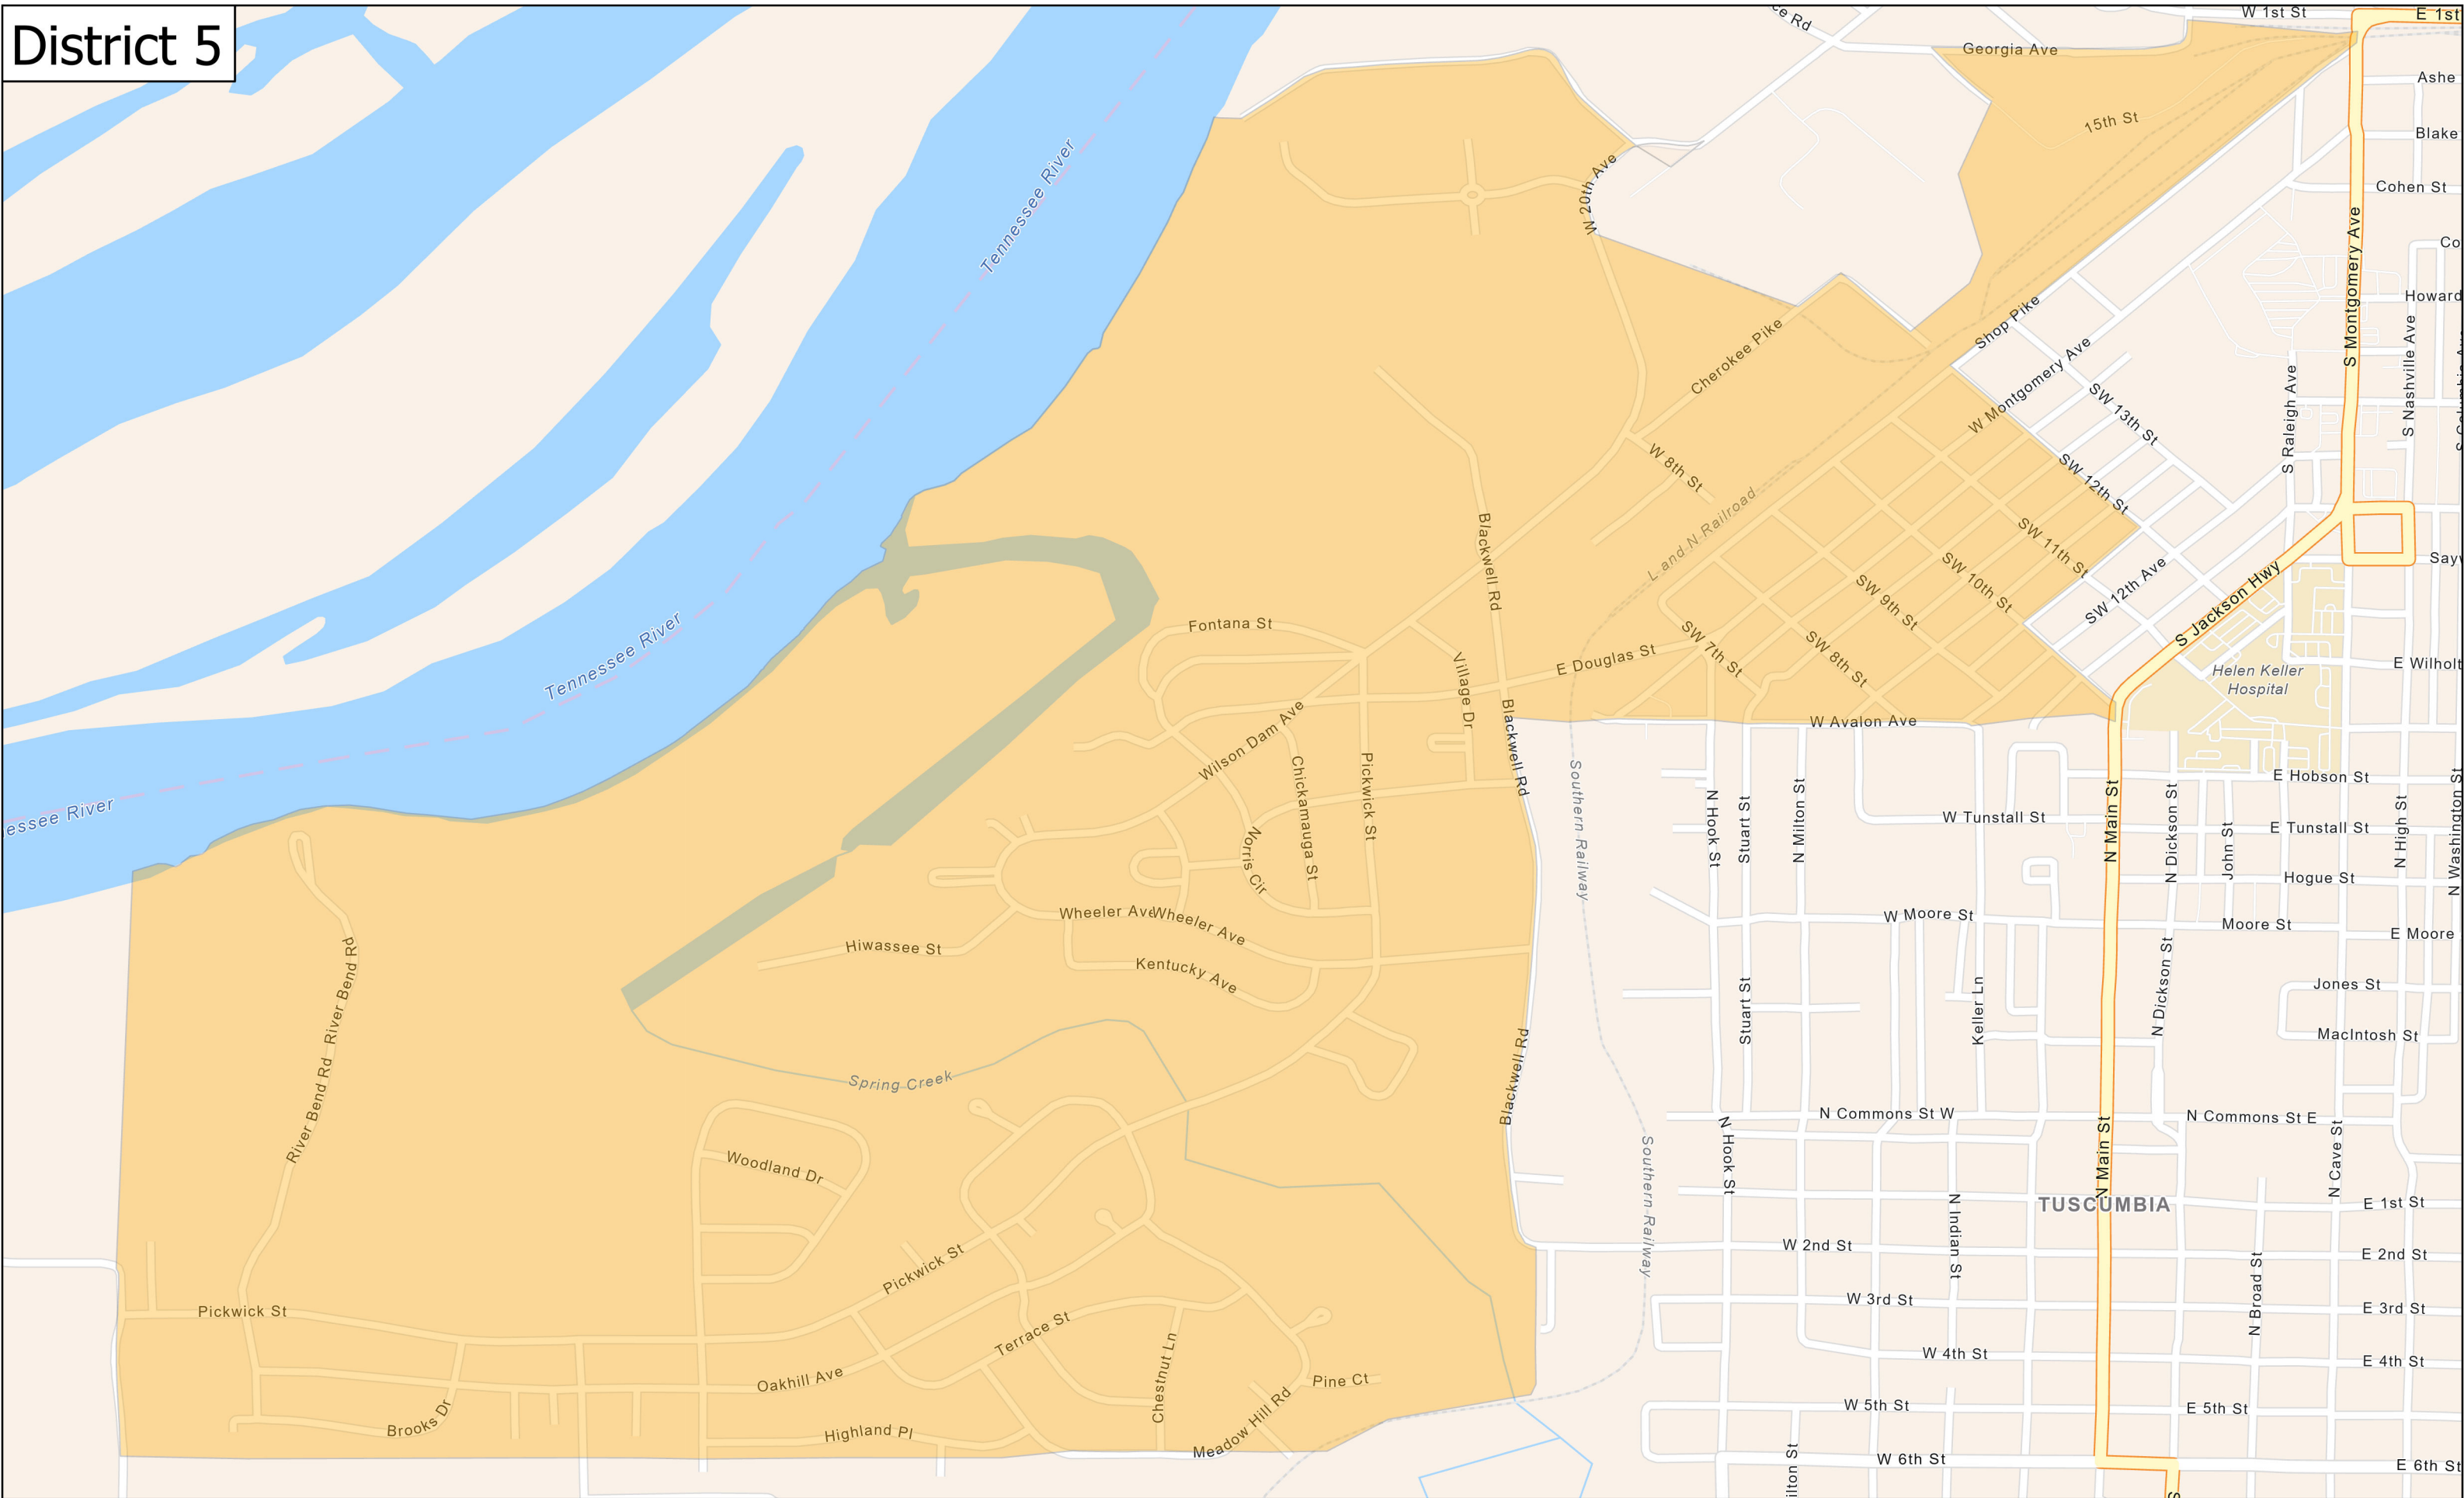 District 5
W 1st St
E 1st
Georgia Ave
Ashe
15th St
Blake
Cohen St
Tennessee River
W 20th Ave
S Montgomery Ave
Howard
Shop Pike
Cherokee Pike
W Montgomery Ave
S Nashville Ave
S Raleigh Ave
SW 13th St
W 8th St
SW 12th St
L and N Railroad
SW 11th St
Blackwell Rd
SW 10th St
SW 9th St
SW 12th Ave
S Jackson Hwy
Fontana St
E Douglas St
SW 7th St
SW 8th St
Tennessee River
Village Dr
Helen Keller
Hospital
E Wilholt
Wilson Dam Ave
Blackwell Rd
W Avalon Ave
Chickamauga St
Pickwick St
Southern Railway
E Hobson St
N Hook St
Stuart St
N Milton St
W Tunstall St
N Main St
N Dickson St
John St
E Tunstall St
N High St
N Washington St
essee River
Norris Cir
Hogue St
Wheeler Ave
Wheeler Ave
W Moore St
Moore St
E Moore
River Bend Rd
Hiwassee St
Kentucky Ave
Stuart St
Keller Ln
N Dickson St
Jones St
MacIntosh St
River Bend Rd
Spring Creek
Blackwell Rd
N Commons St W
N Commons St E
Woodland Dr
N Hook St
Southern Railway
N Main St
N Cave St
TUSCUMBIA
E 1st St
N Indian St
W 2nd St
E 2nd St
Pickwick St
Pickwick St
W 3rd St
N Broad St
E 3rd St
Terrace St
W 4th St
E 4th St
Oakhill Ave
Chestnut Ln
Pine Ct
Brooks Dr
Highland Pl
Meadow Hill Rd
W 5th St
E 5th St
W 6th St
E 6th St
ilton St